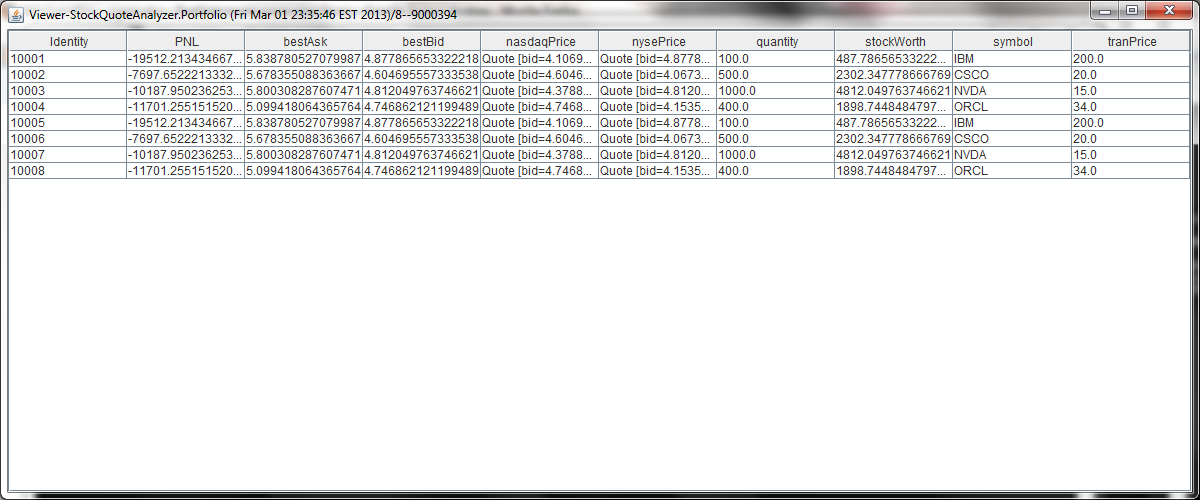 Viewer-StockQuoteAnalyzer.Portfolio (Fri Mar 01 23:35:46 EST 2013)/8--9000394
Identity PNL bestAsk bestBid nasdaqPrice nysePrice quantity stockWorth symbol tranPrice
10001 -19512.213434667... 5.838780527079987 4.877865653322218 Quote [bid=4.1069... Quote [bid=4.8778... 100.0 487.78656533222... IBM 200.0
10002 -7697.6522213332... 5.678355088363667 4.604695557333538 Quote [bid=4.6046... Quote [bid=4.0673... 500.0 2302.347778666769 CSCO 20.0
10003 -10187.950236253... 5.800308287607471 4.812049763746621 Quote [bid=4.3788... Quote [bid=4.8120... 1000.0 4812.049763746621 NVDA 15.0
10004 -11701.255151520... 5.099418064365764 4.746862121199489 Quote [bid=4.7468... Quote [bid=4.1535... 400.0 1898.7448484797... ORCL 34.0
10005 -19512.213434667... 5.838780527079987 4.877865653322218 Quote [bid=4.1069... Quote [bid=4.8778... 100.0 487.78656533222... IBM 200.0
10006 -7697.6522213332... 5.678355088363667 4.604695557333538 Quote [bid=4.6046... Quote [bid=4.0673... 500.0 2302.347778666769 CSCO 20.0
10007 -10187.950236253... 5.800308287607471 4.812049763746621 Quote [bid=4.3788... Quote [bid=4.8120... 1000.0 4812.049763746621 NVDA 15.0
10008 -11701.255151520... 5.099418064365764 4.746862121199489 Quote [bid=4.7468... Quote [bid=4.1535... 400.0 1898.7448484797... ORCL 34.0